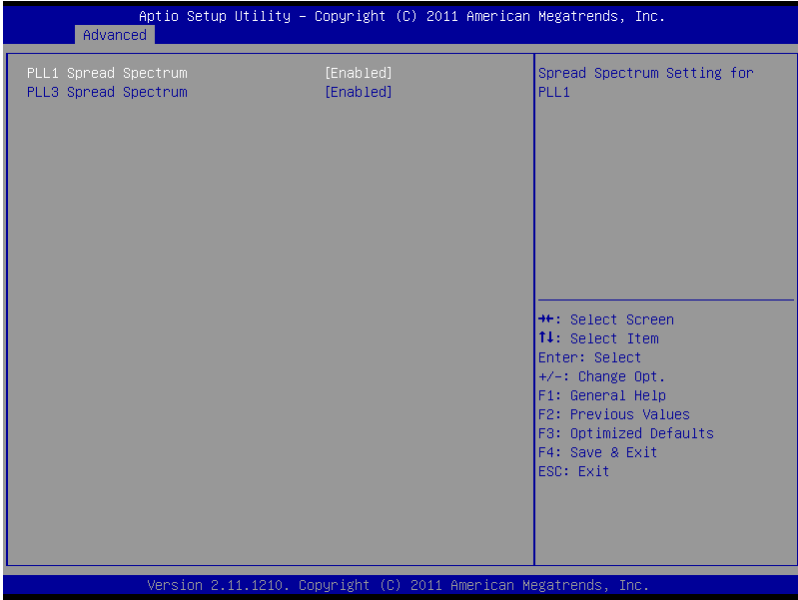 Aptio Setup Utility – Copyright (C) 2011 American Megatrends, Inc.
Advanced
PLL1 Spread Spectrum [Enabled]
PLL3 Spread Spectrum [Enabled]
Spread Spectrum Setting for
PLL1
→←: Select Screen
↑↓: Select Item
Enter: Select
+/-: Change Opt.
F1: General Help
F2: Previous Values
F3: Optimized Defaults
F4: Save & Exit
ESC: Exit
Version 2.11.1210. Copyright (C) 2011 American Megatrends, Inc.